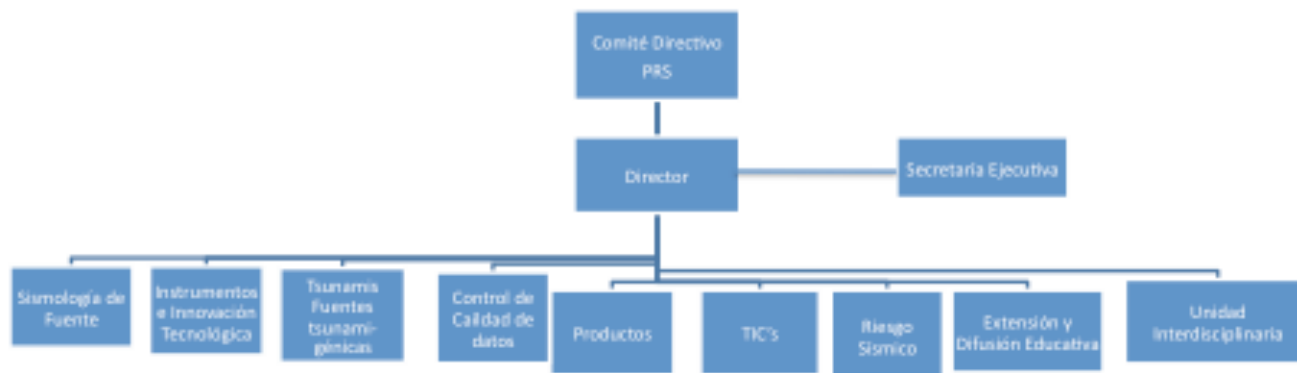 Comité Directivo
PRS
Director
Secretaría Ejecutiva
Sismología de
Fuente
Instrumentos
e Innovación
Tecnológica
Tsunamis
Fuentes
tsunami-
génicas
Control de
Caildad de
datos
Productos
TIC's
Riesgo
Sísmico
Extensión y
Difusión Educativa
Unidad
Interdisciplinaria